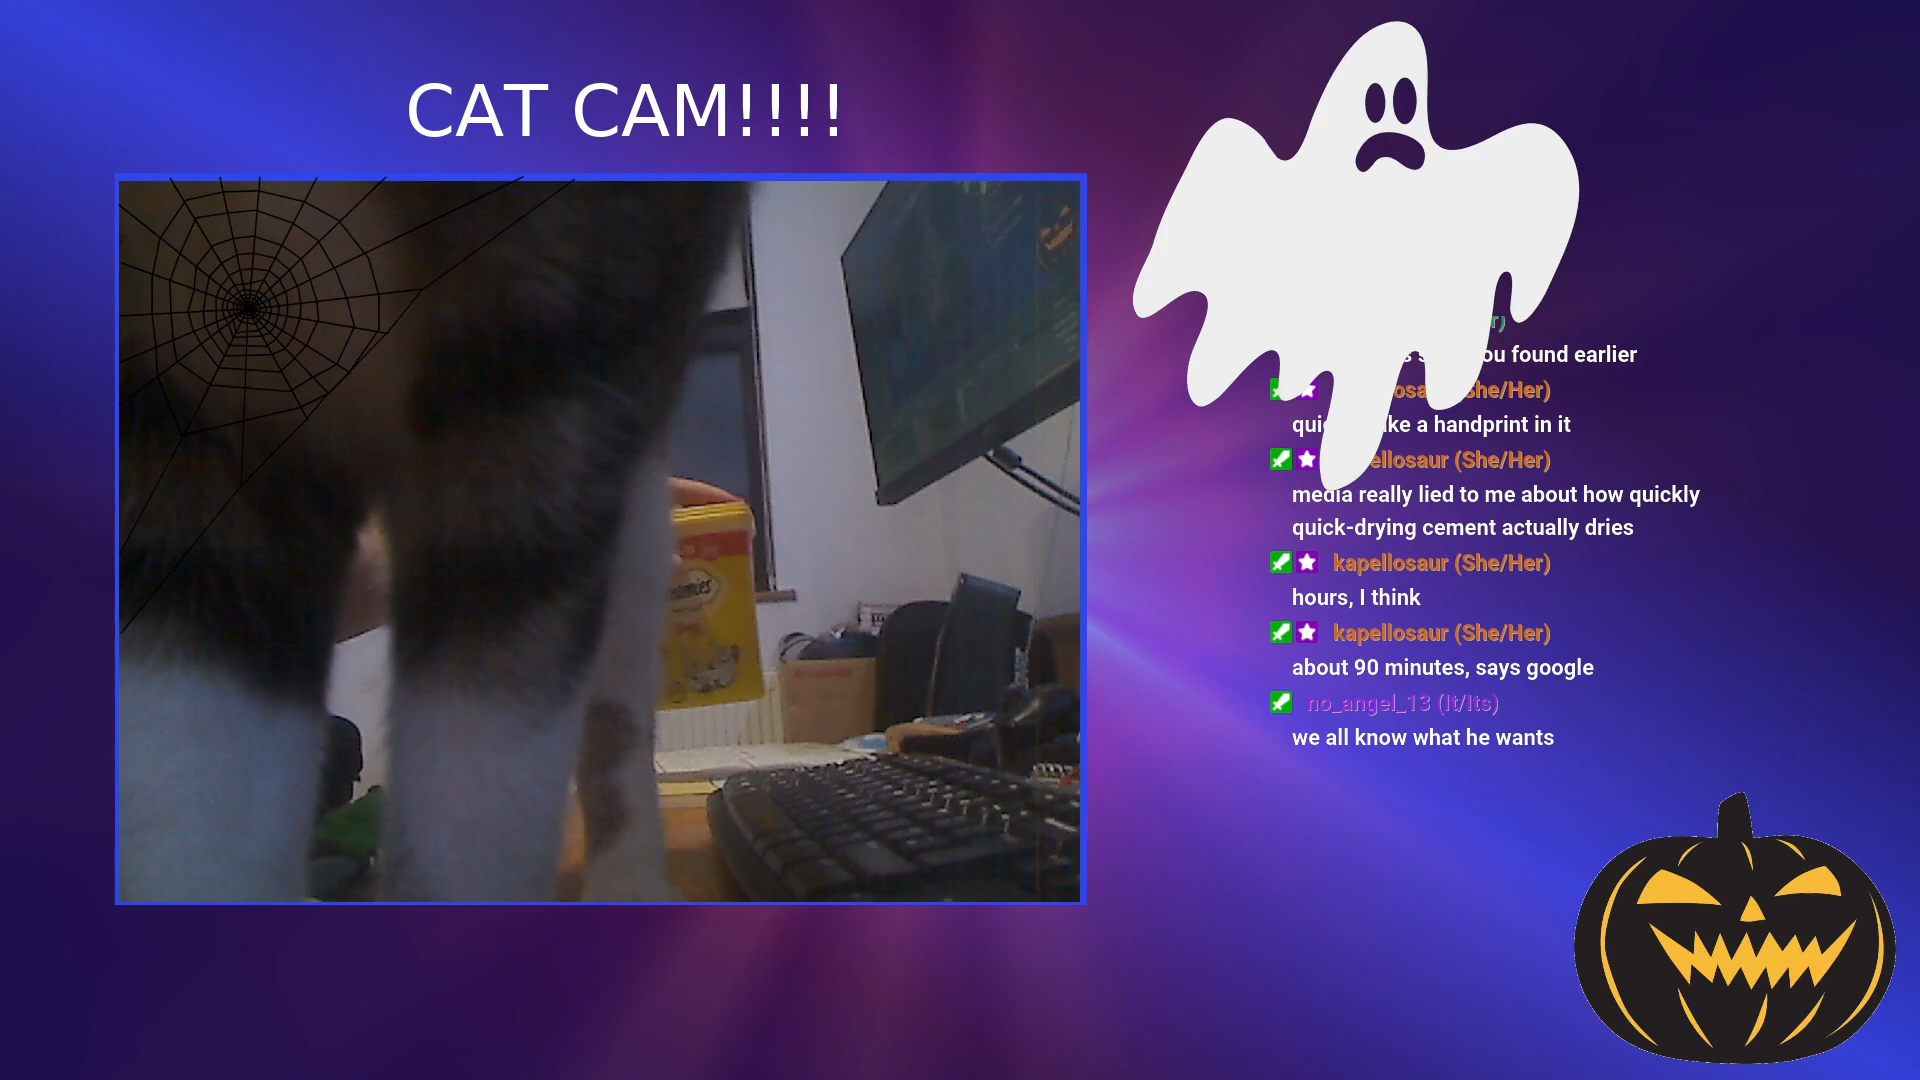 CAT CAM!!!!
r)
ou found earlier
She/Her)
ke a handprint in it
ellosaur (She/Her)
media really lied to me about how quickly
quick-drying cement actually dries
kapellosaur (She/Her)
hours, I think
kapellosaur (She/Her)
about 90 minutes, says google
no_angel_13 (It/Its)
we all know what he wants